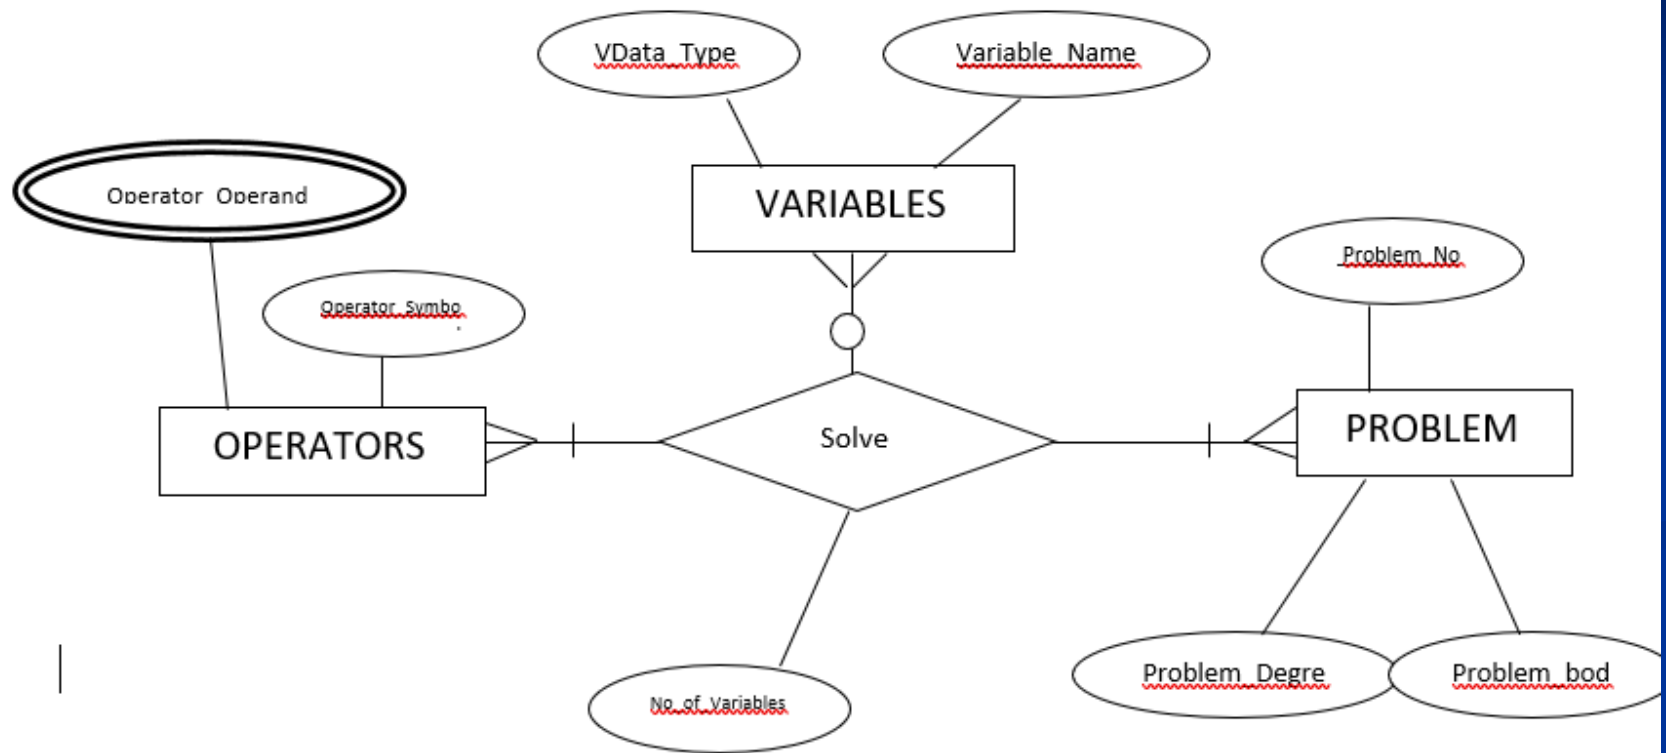 VData_Type
Variable_Name
Operator_Operand
VARIABLES
Problem_No
Operator_Symbo
OPERATORS
Solve
PROBLEM
No_of_Variables
Problem_Degre
Problem_bod